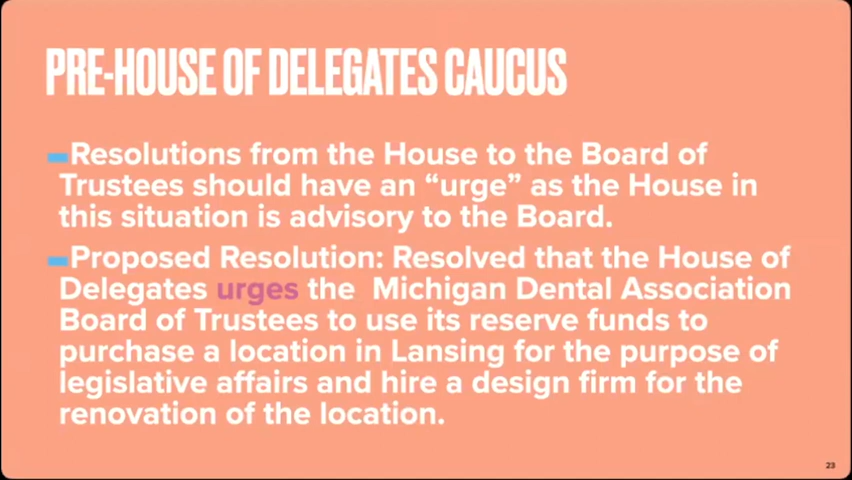 PRE-HOUSE OF DELEGATES CAUCUS
Resolutions from the House to the Board of
Trustees should have an “urge” as the House in
this situation is advisory to the Board.
Proposed Resolution: Resolved that the House of
Delegates urges the Michigan Dental Association
Board of Trustees to use its reserve funds to
purchase a location in Lansing for the purpose of
legislative affairs and hire a design firm for the
renovation of the location.
23